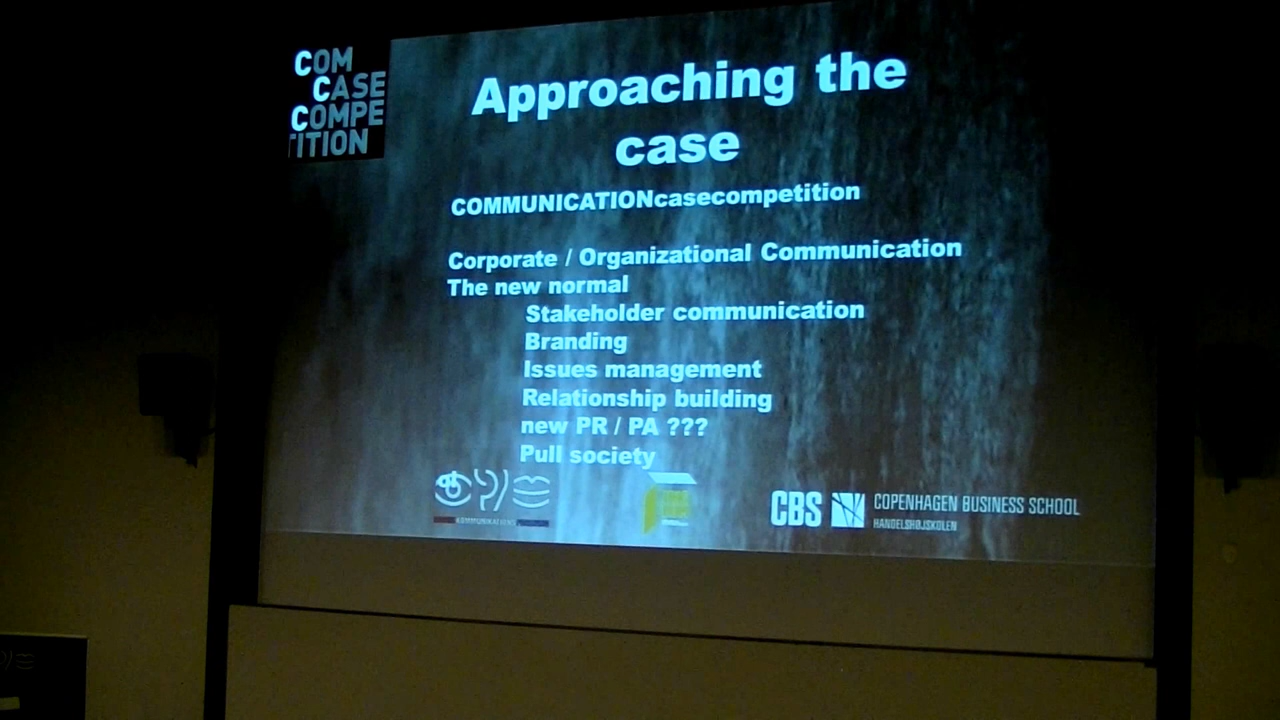 COM
CASE
COMPE
TITION
Approaching the
case
COMMUNICATIONcasecompetition
Corporate / Organizational Communication
The new normal
Stakeholder communication
Branding
Issues management
Relationship building
new PR / PA ???
Pull society
CBS COPENHAGEN BUSINESS SCHOOL
HANDELSHØJSKOLEN